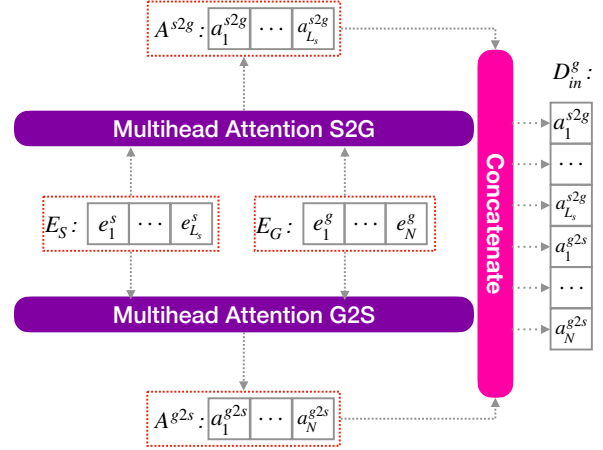 A^{s2g}: a_1^{s2g} ⋯ a_{L_s}^{s2g}
D_{in}^g:
Multihead Attention S2G
E_S: e_1^s ⋯ e_{L_s}^s
E_G: e_1^g ⋯ e_N^g
Multihead Attention G2S
A^{g2s}: a_1^{g2s} ⋯ a_N^{g2s}
Concatenate
a_1^{s2g}
⋯
a_{L_s}^{s2g}
a_1^{g2s}
⋯
a_N^{g2s}